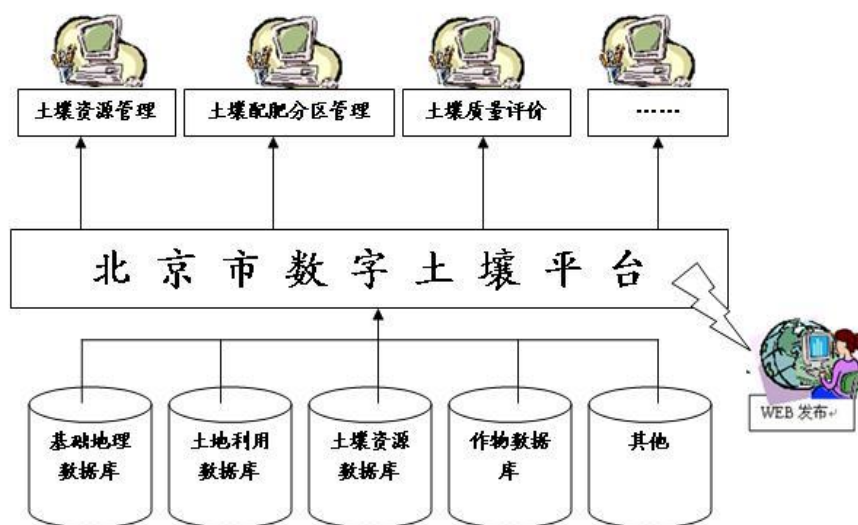 土壤资源管理
土壤配肥分区管理
土壤质量评价
······
北京市数字土壤平台
WEB 发布
基础地理
数据库
土地利用
数据库
土壤资源
数据库
作物数据
库
其他